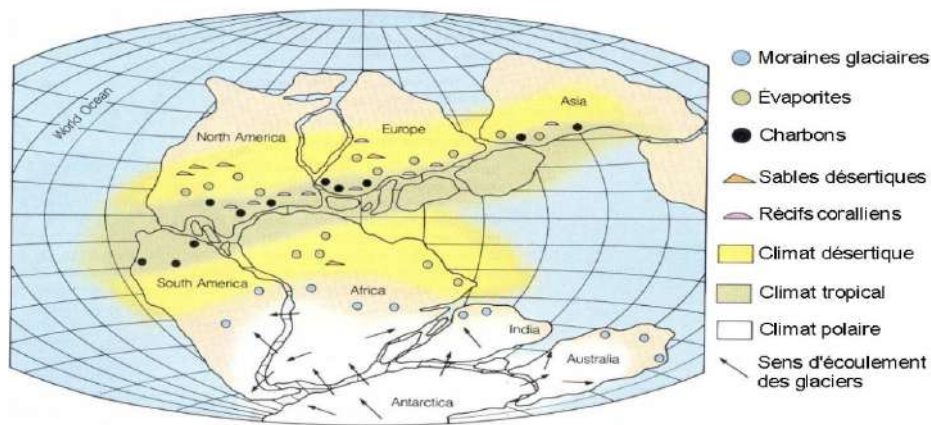 World Ocean
North America
Europe
Asia
South America
Africa
India
Australia
Antarctica
Moraines glaciaires
Évaporites
Charbons
Sables désertiques
Récifs coralliens
Climat désertique
Climat tropical
Climat polaire
Sens d'écoulement
des glaciers